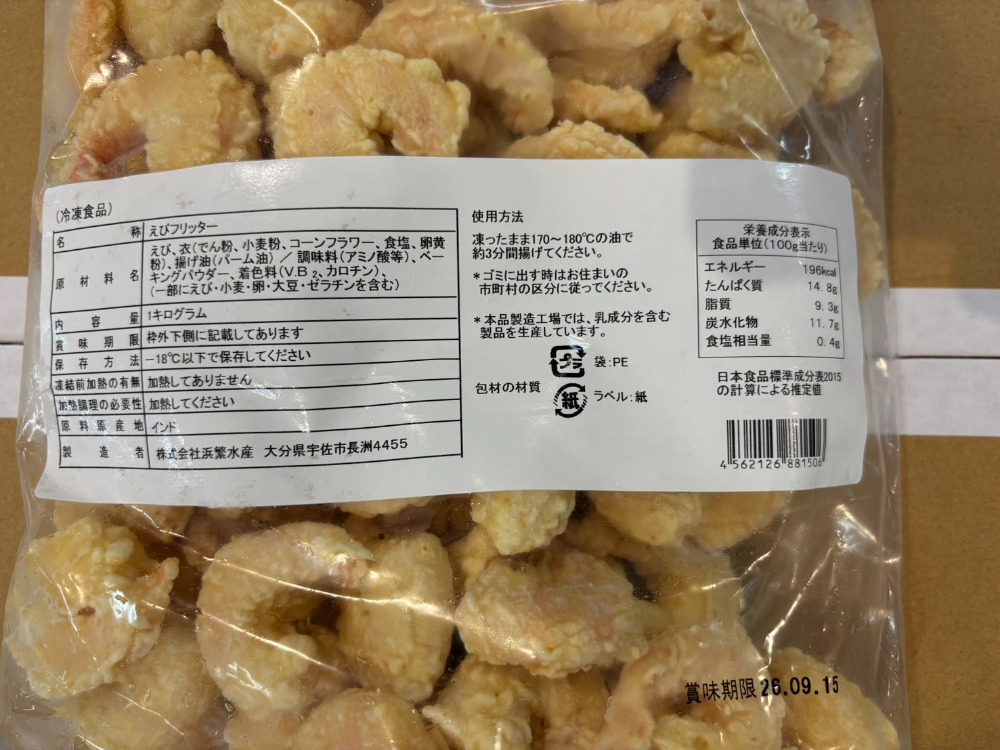 (冷凍食品)
名称 えびフリッター
原材料名 えび、衣(でん粉、小麦粉、コーンフラワー、食塩、卵黄
粉)、揚げ油(パーム油) ／ 調味料(アミノ酸等)、ベー
キングパウダー、着色料(V.B₂、カロチン)、
(一部にえび・小麦・卵・大豆・ゼラチンを含む)
内容量 1キログラム
賞味期限 枠外下側に記載してあります
保存方法 －18℃以下で保存してください
凍結前加熱の有無 加熱してありません
加熱調理の必要性 加熱してください
原料原産地 インド
製造者 株式会社浜繁水産 大分県宇佐市長洲4455
使用方法
凍ったまま170～180℃の油で
約3分間揚げてください。
＊ゴミに出す時はお住まいの
市町村の区分に従ってください。
＊本品製造工場では、乳成分を含む
製品を生産しています。
包材の材質
プラ 袋:PE
紙 ラベル:紙
栄養成分表示
食品単位(100g当たり)
エネルギー 196kcal
たんぱく質 14.8g
脂質 9.3g
炭水化物 11.7g
食塩相当量 0.4g
日本食品標準成分表2015
の計算による推定値
4 562126 881506
賞味期限 26.09.15